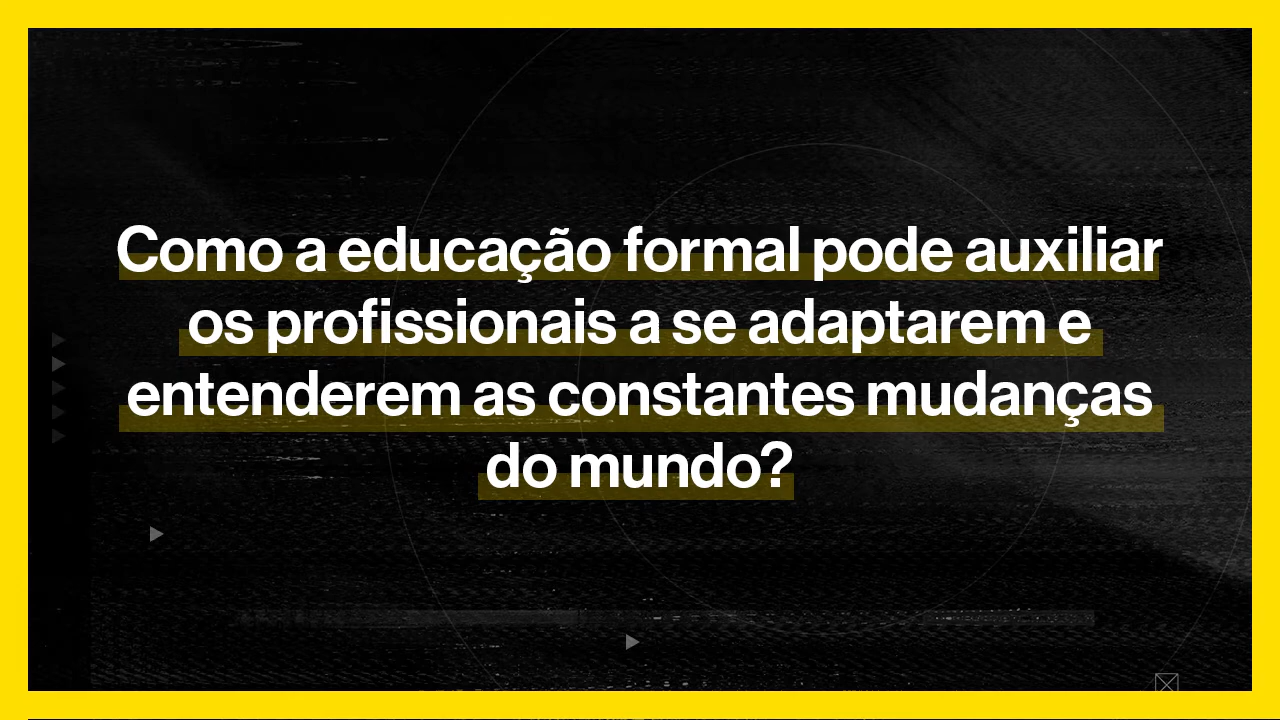 Como a educação formal pode auxiliar
os profissionais a se adaptarem e
entenderem as constantes mudanças
do mundo?